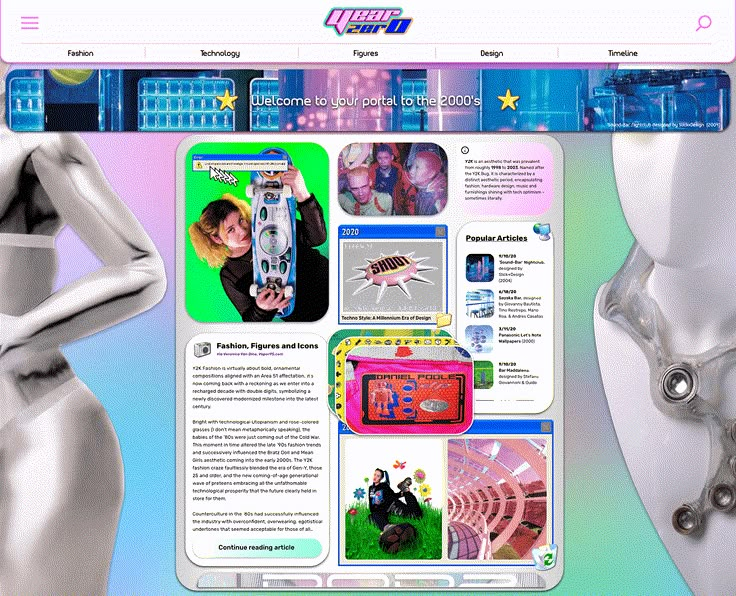 Year
Zero
Fashion
Technology
Figures
Design
Timeline
Welcome to your portal to the 2000's
Sound-Bar Nightclub designed by Slick+Design (2004)
Y2K is an aesthetic that was prevalent
from roughly 1998 to 2003. Named after
the Y2K Bug. It is characterized by a
distinct aesthetic period, encapsulating
fashion, hardware design, music and
furnishings shining with tech optimism -
sometimes literally.
2020
SHOOT
Techno Style: A Millennium Era of Design
Popular Articles
9/10/20
'Sound-Bar' Nightclub,
designed by
Slick+Design
(2004)
6/18/20
Sayaka Bar, designed
by Giovanny Bautista,
Tino Restrepo, Mario
Rios, & Andres Casallas
3/11/20
Panasonic Let's Note
Wallpapers (2000)
9/10/20
Bar Maddalena
designed by Stefano
Giovannoni & Guido
Fashion, Figures and Icons
Via Veronica Van Dina, Vapor95.com
Y2K Fashion is virtually about bold, ornamental
compositions aligned with an Area 51 affectation, it's
now coming back with a reckoning as we enter into a
recharged decade with double digits, symbolizing a
newly discovered modernized milestone into the latest
century.
Bright with technological utopianism and rose-colored
glasses (I don't mean metaphorically speaking), the
babies of the '80s were just coming out of the Cold War.
This moment in time altered the late '90s fashion trends
and successively influenced the Bratz Doll and Mean
Girls aesthetic coming into the early 2000s. The Y2K
fashion craze faultlessly blended the era of Gen-Y, those
25 and older, and the new coming-of-age generational
wave of preteens embracing all the unfathomable
technological prosperity that the future clearly held in
store for them.
Counterculture in the '80s had successfully influenced
the industry with overconfident, overwearing, egotistical
undertones that seemed acceptable for those of all..
Continue reading article
DANIEL POOLE